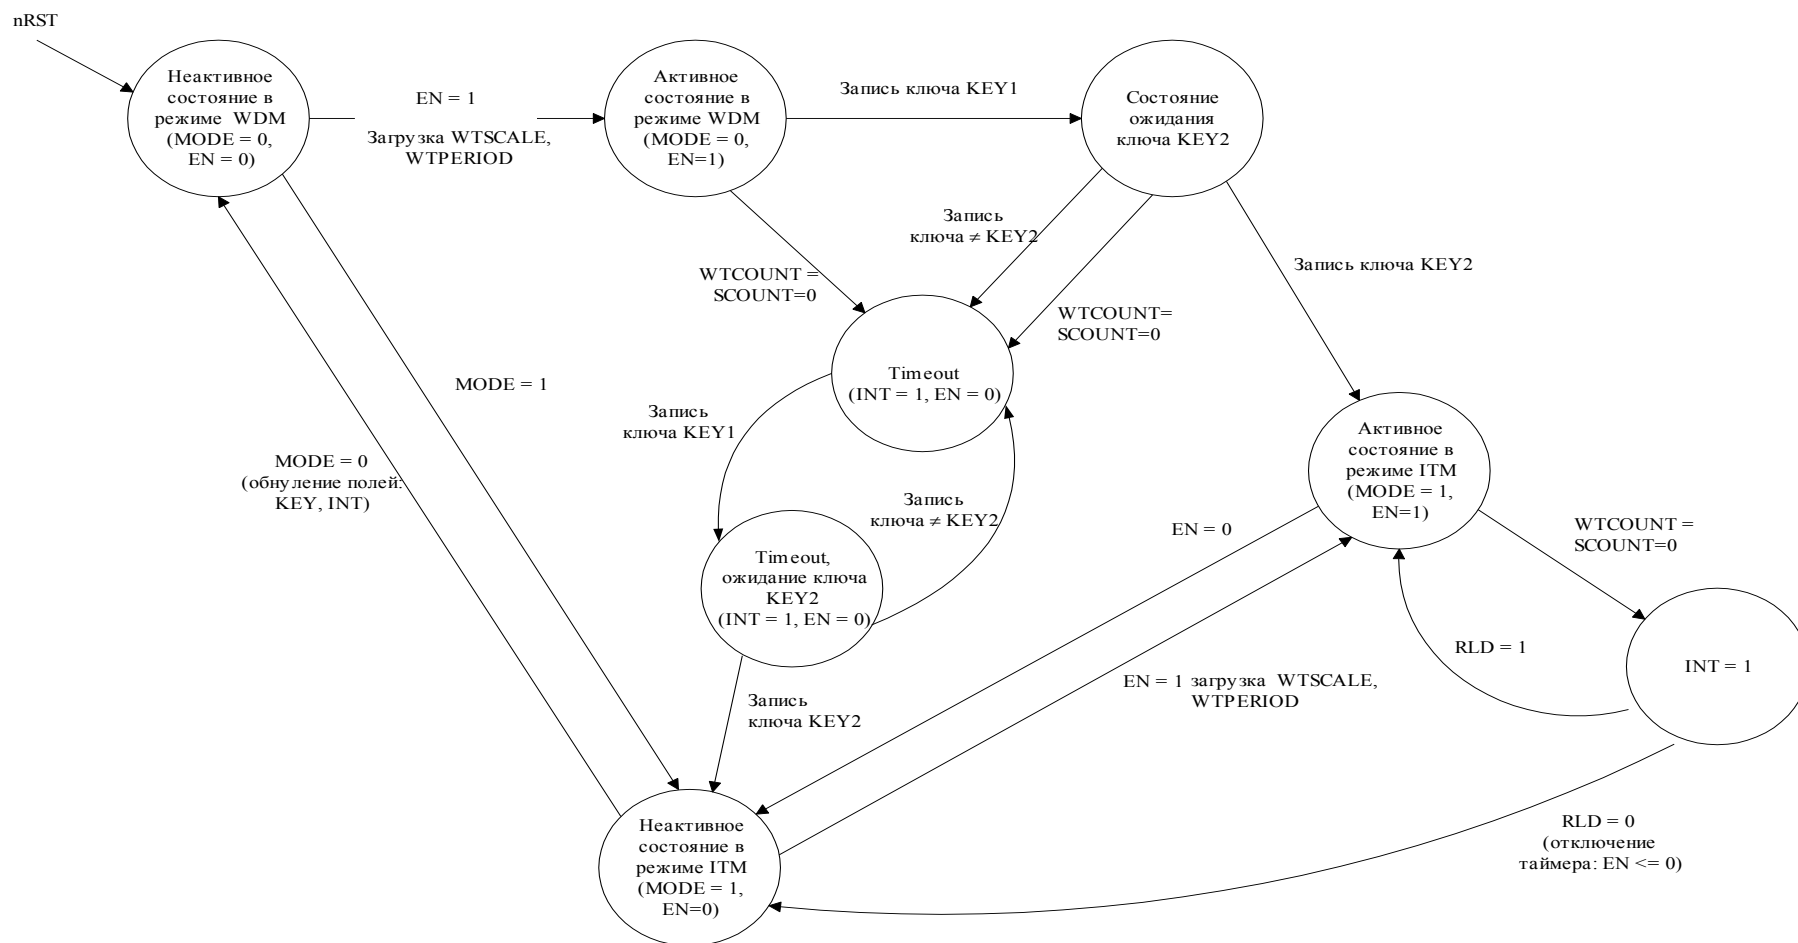 nRST
Неактивное
состояние в
режиме WDM
(MODE = 0,
EN = 0)
EN = 1
Загрузка WTSCALE,
WTPERIOD
Активное
состояние в
режиме WDM
(MODE = 0,
EN=1)
Запись ключа KEY1
Состояние
ожидания
ключа KEY2
Запись
ключа ≠ KEY2
WTCOUNT =
SCOUNT=0
WTCOUNT=
SCOUNT=0
Запись ключа KEY2
Timeout
(INT = 1, EN = 0)
MODE = 1
Запись
ключа KEY1
MODE = 0
(обнуление полей:
KEY, INT)
Запись
ключа ≠ KEY2
Активное
состояние в
режиме ITM
(MODE = 1,
EN=1)
EN = 0
WTCOUNT =
SCOUNT=0
Timeout,
ожидание ключа
KEY2
(INT = 1, EN = 0)
RLD = 1
INT = 1
EN = 1 загрузка WTSCALE,
WTPERIOD
Запись
ключа KEY2
Неактивное
состояние в
режиме ITM
(MODE = 1,
EN=0)
RLD = 0
(отключение
таймера: EN <= 0)